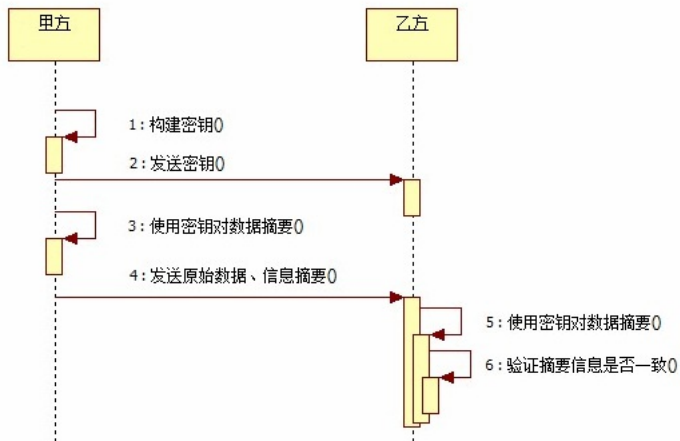 甲方
乙方
1：构建密钥()
2：发送密钥()
3：使用密钥对数据摘要()
4：发送原始数据、信息摘要()
5：使用密钥对数据摘要()
6：验证摘要信息是否一致()